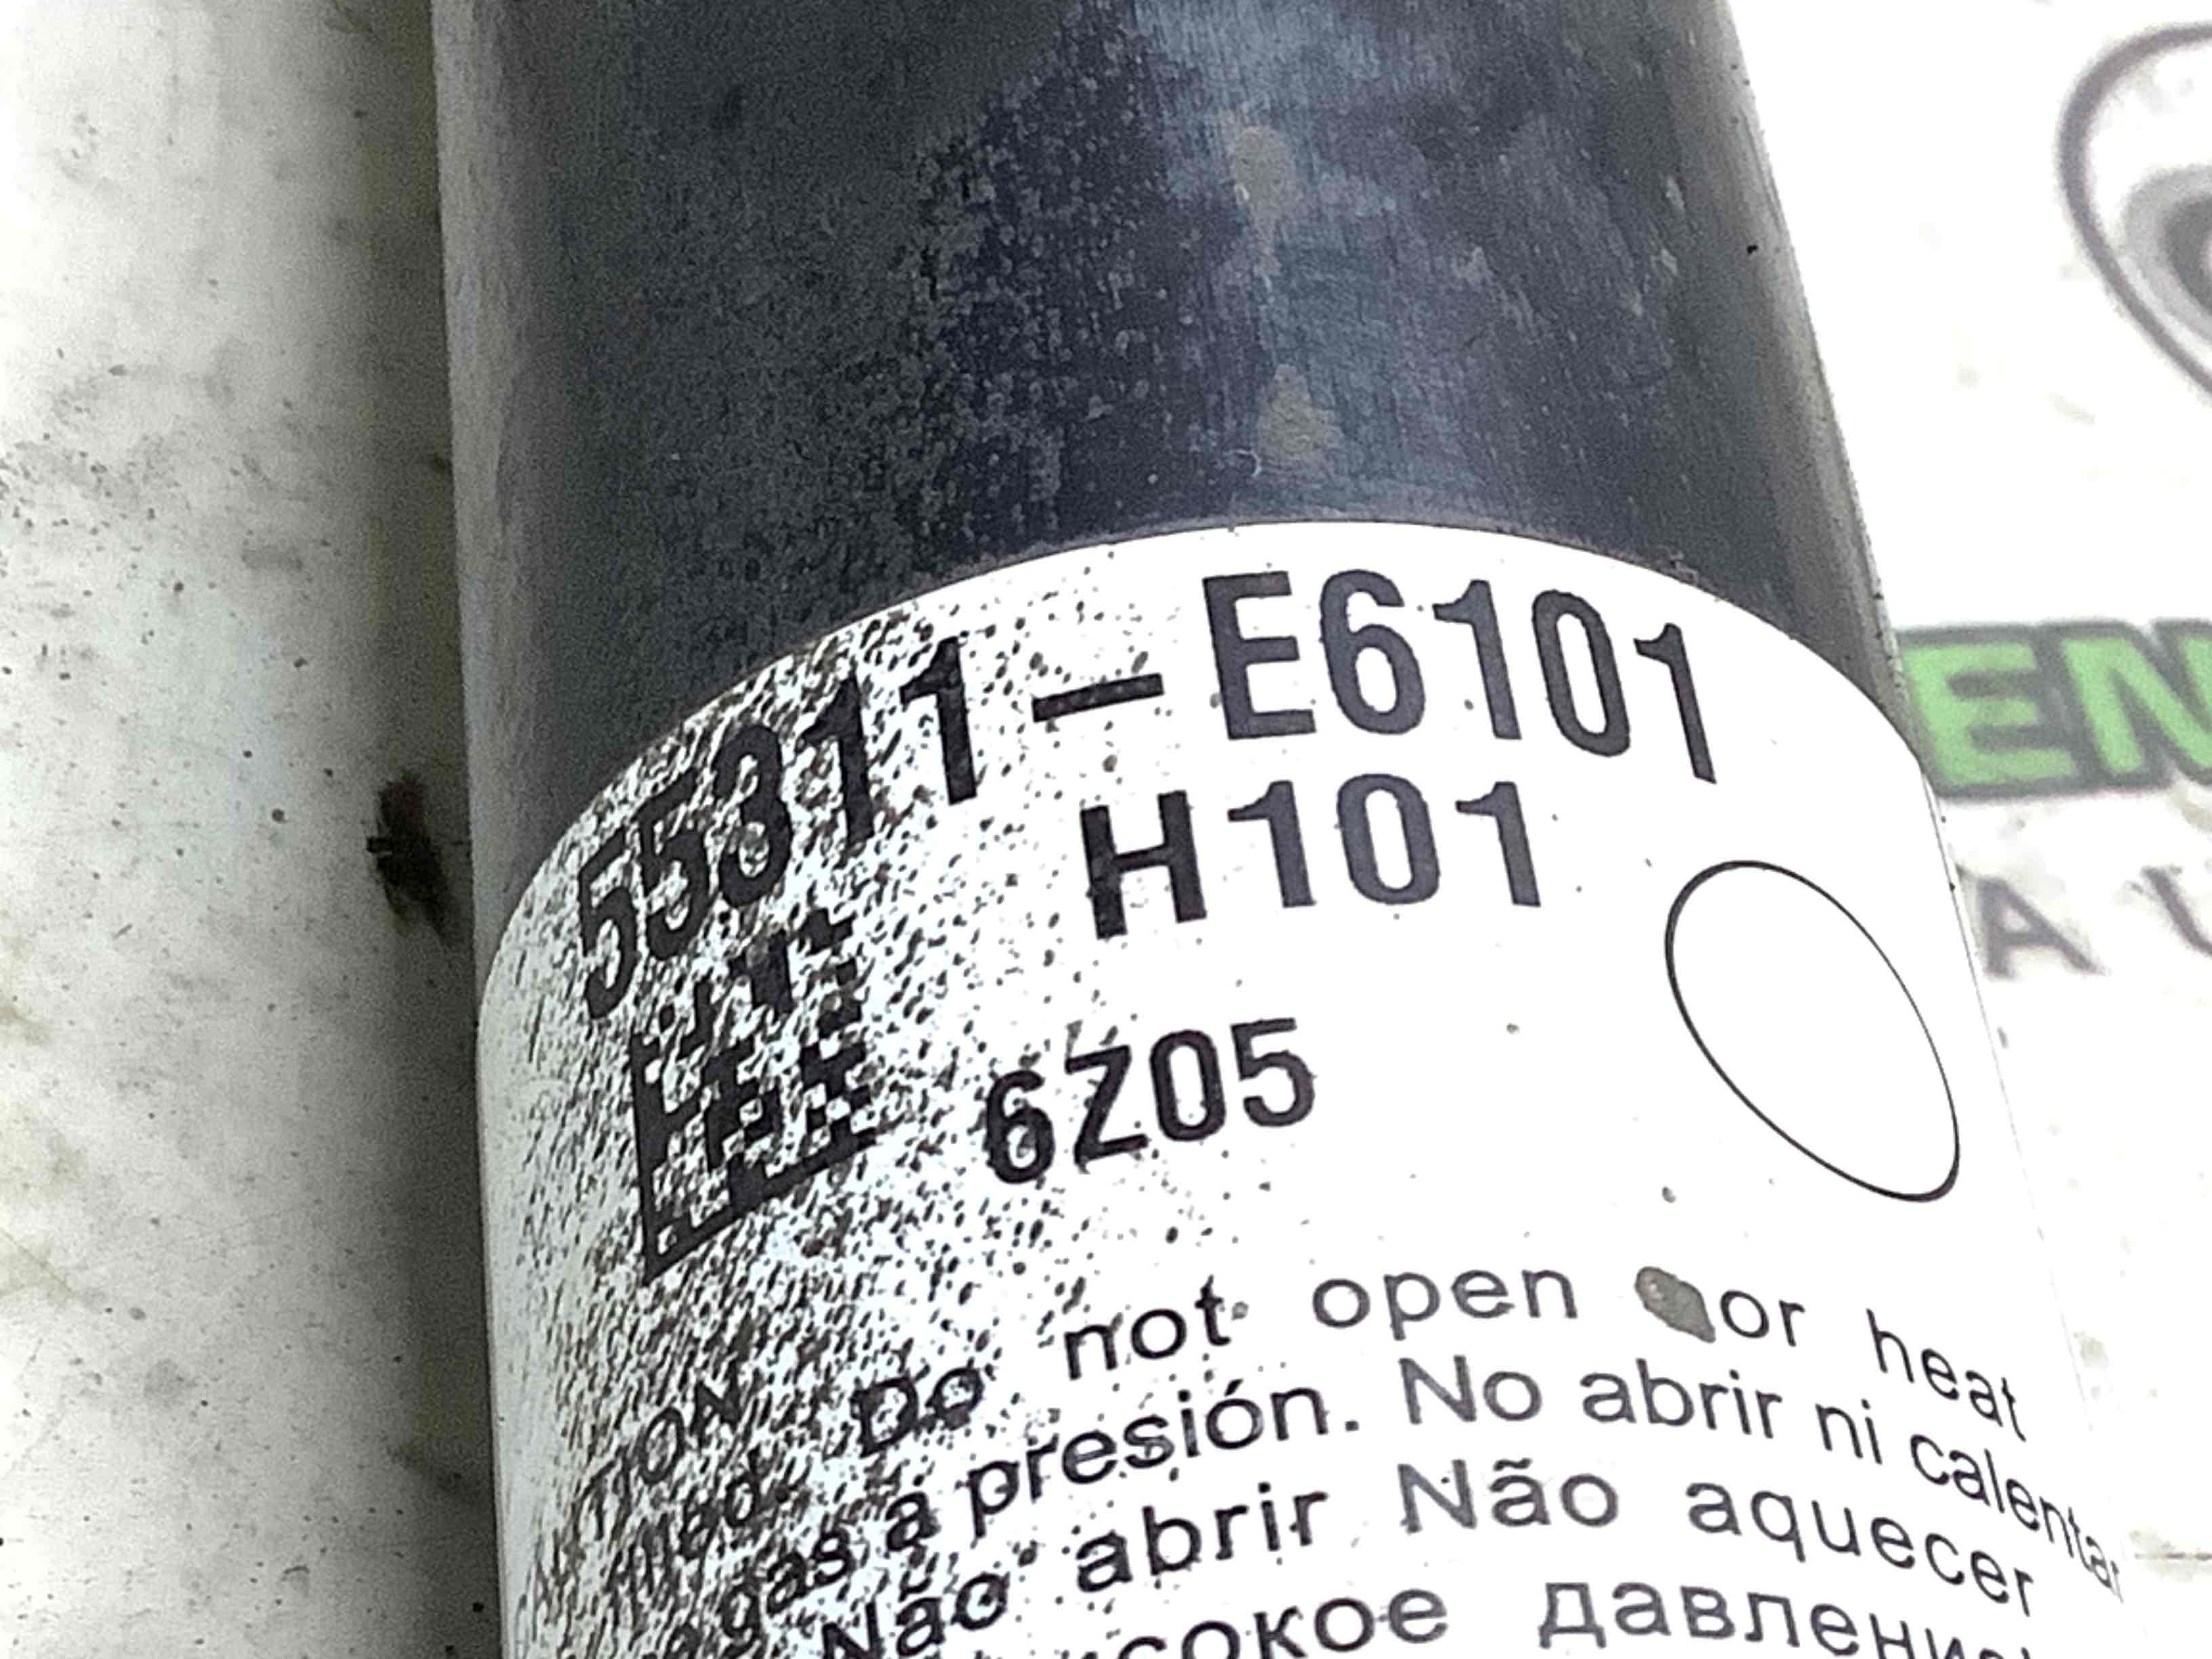 55311-E6101
H101
6Z05
Do not open or heat
gas a presión. No abrir ni calentar
Não abrir Não aquecer
EN
A